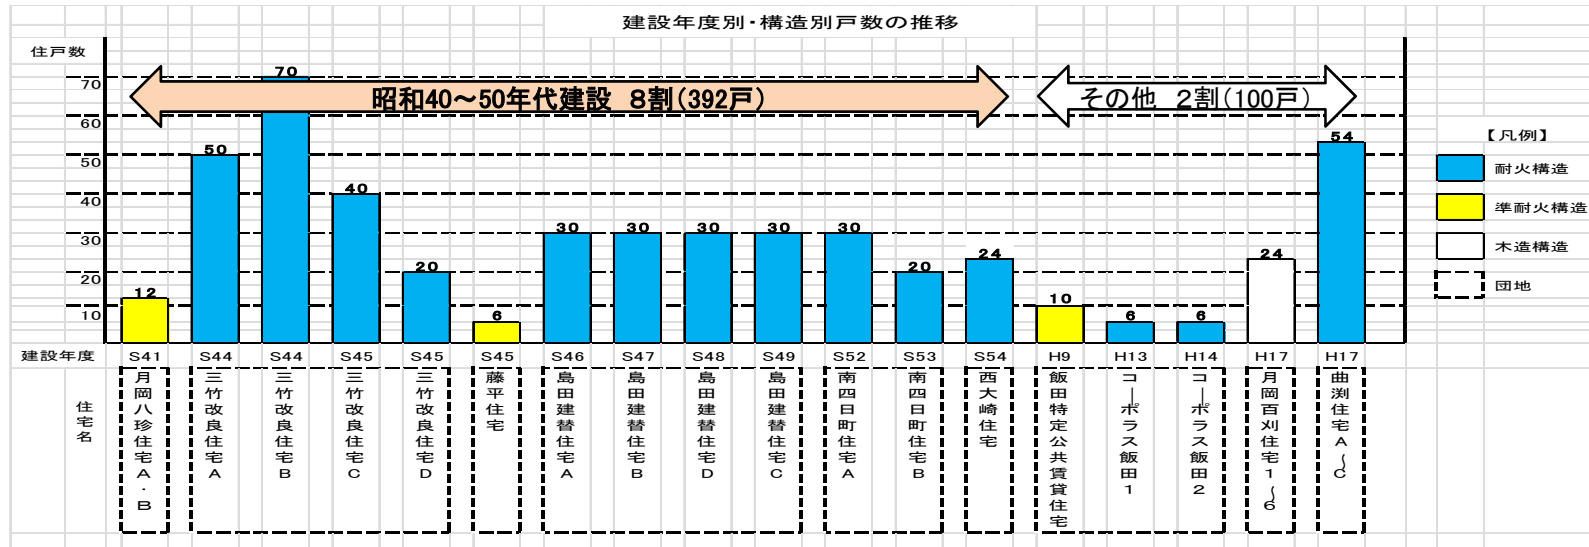 建設年度別・構造別戸数の推移
住戸数
70
60
50
40
30
20
10
昭和40～50年代建設 8割(392戸)
その他 2割(100戸)
12
50
70
40
20
6
30
30
30
30
30
20
24
10
6
6
24
54
【凡例】
耐火構造
準耐火構造
木造構造
団地
建設年度
S41
S44
S44
S45
S45
S45
S46
S47
S48
S49
S52
S53
S54
H9
H13
H14
H17
H17
住宅名
月岡八珍住宅A・B
三竹改良住宅A
三竹改良住宅B
三竹改良住宅C
三竹改良住宅D
藤平住宅
島田建替住宅A
島田建替住宅B
島田建替住宅D
島田建替住宅C
南四日町住宅A
南四日町住宅B
西大崎住宅
飯田特定公共賃貸住宅
コーポラス飯田1
コーポラス飯田2
月岡百刈住宅1～6
曲渕住宅A～C